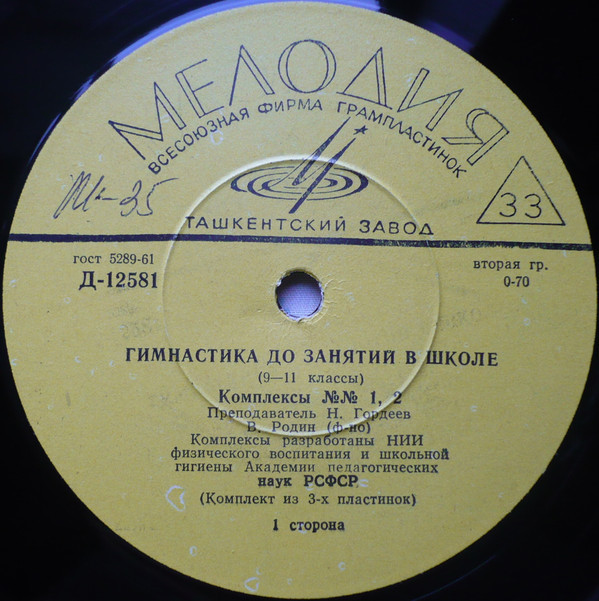 МЕЛОДИЯ
ВСЕСОЮЗНАЯ ФИРМА ГРАМПЛАСТИНОК
33
ТАШКЕНТСКИЙ ЗАВОД
гост 5289-61
Д-12581
вторая гр.
0-70
ГИМНАСТИКА ДО ЗАНЯТИЙ В ШКОЛЕ
(9—11 классы)
Комплексы №№ 1, 2
Преподаватель Н. Гордеев
В. Родин (ф-но)
Комплексы разработаны НИИ
физического воспитания и школьной
гигиены Академии педагогических
наук РСФСР
(Комплект из 3-х пластинок)
1 сторона